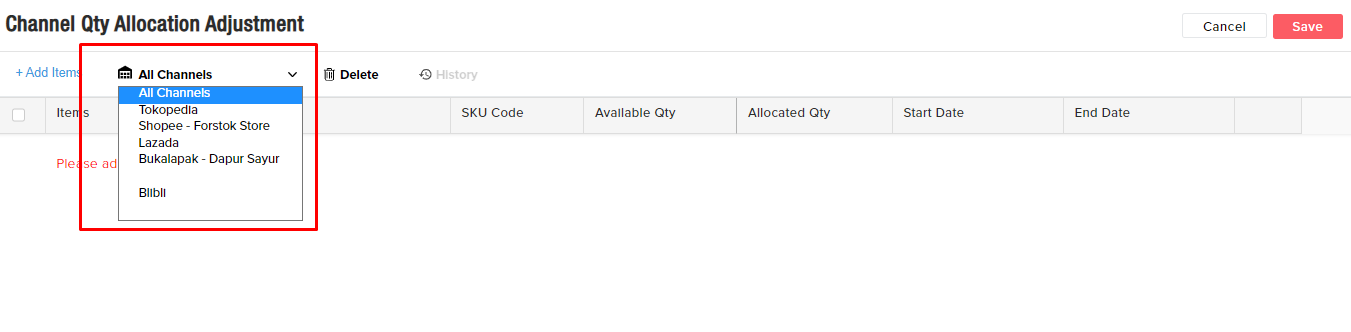 Channel Qty Allocation Adjustment
Cancel
Save
+ Add Items
All Channels
Delete
History
All Channels
Tokopedia
Shopee - Forstok Store
Lazada
Bukalapak - Dapur Sayur
Blibli
Items
SKU Code
Available Qty
Allocated Qty
Start Date
End Date
Please ad